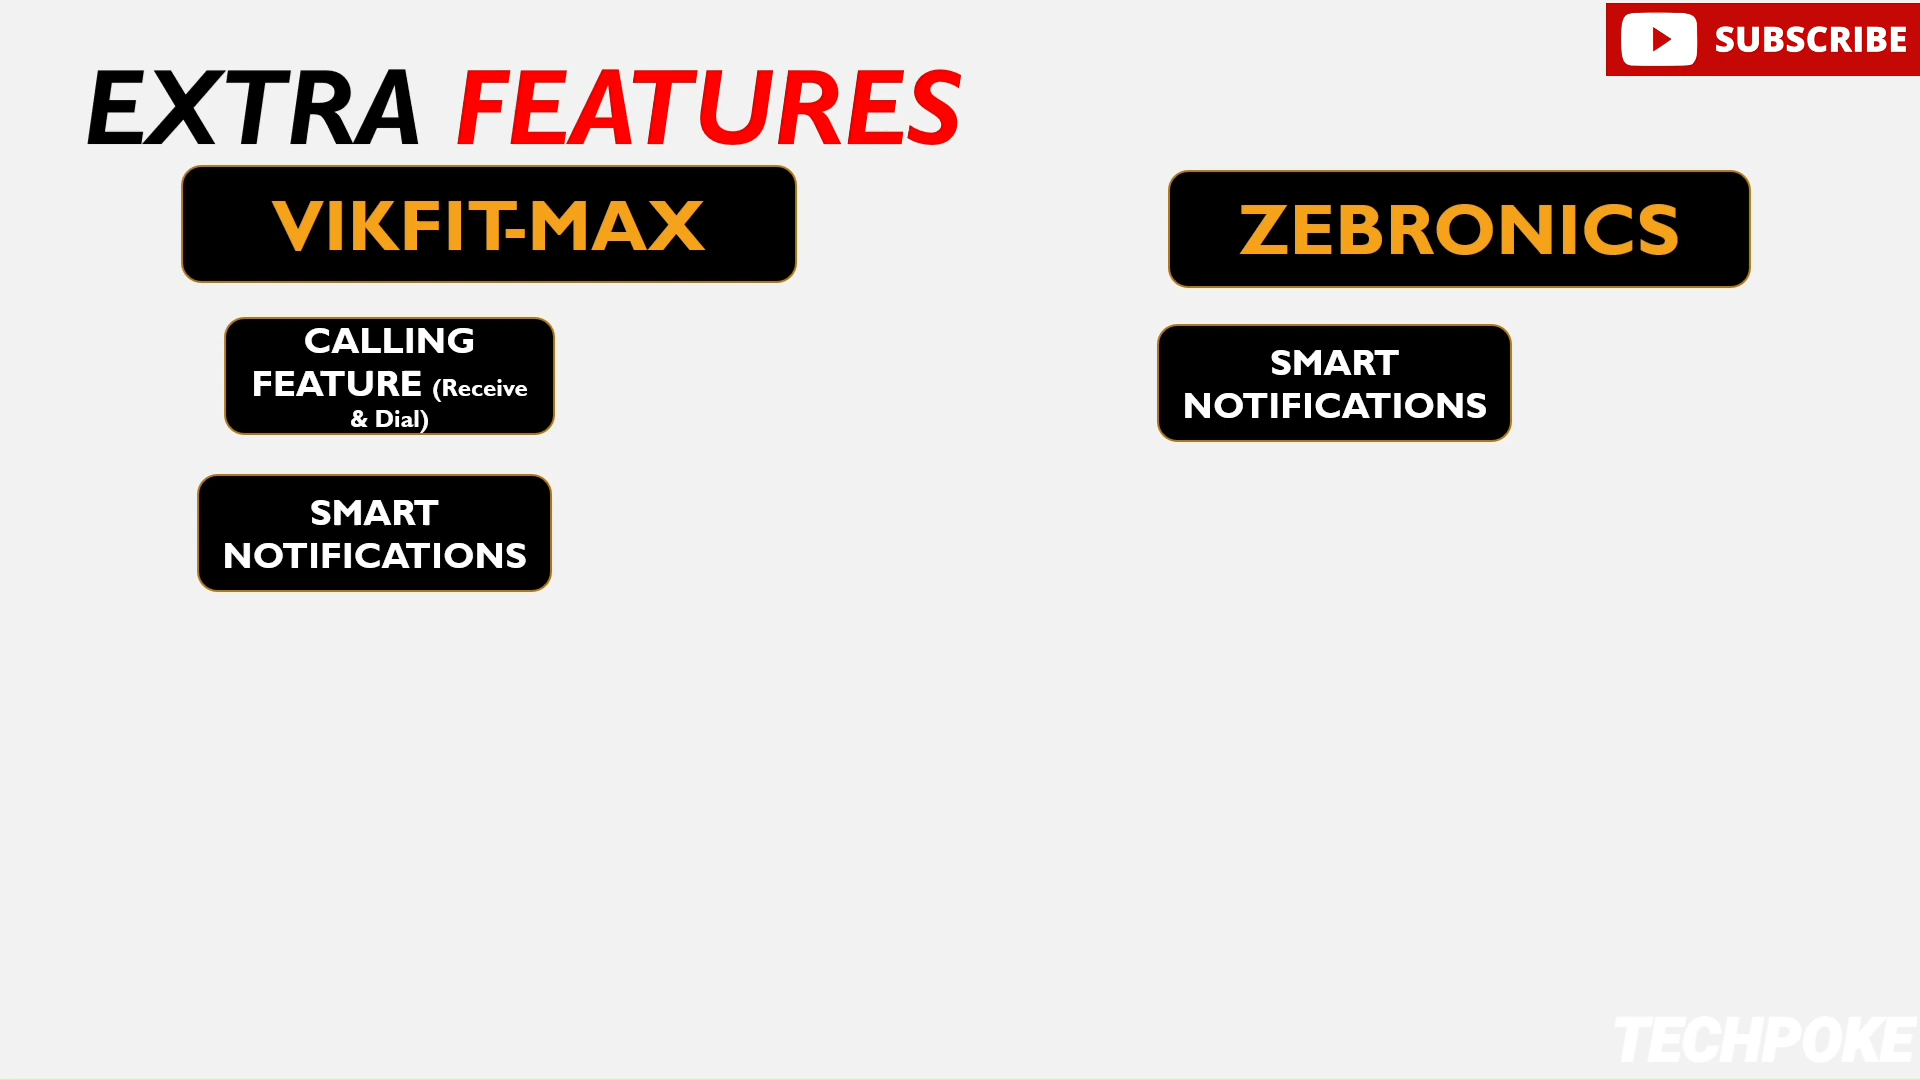 SUBSCRIBE
EXTRA FEATURES
VIKFIT-MAX
ZEBRONICS
CALLING
FEATURE (Receive
& Dial)
SMART
NOTIFICATIONS
SMART
NOTIFICATIONS
TECHPOKE